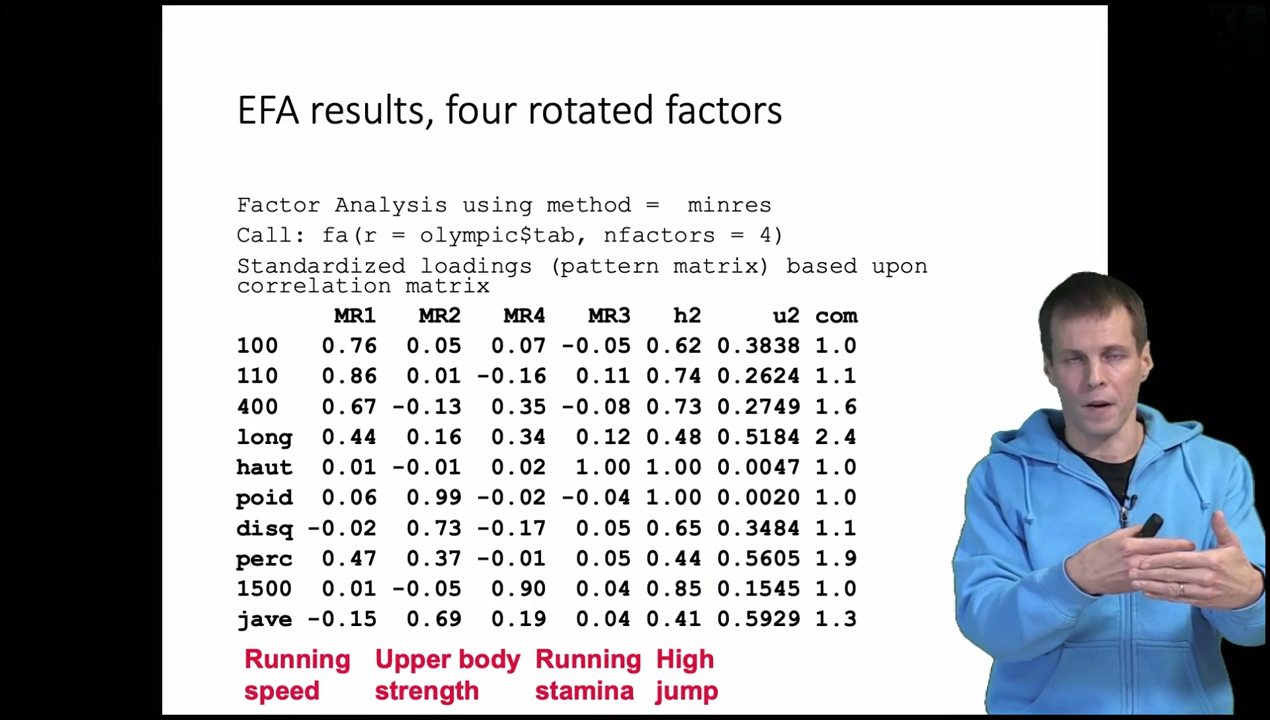 EFA results, four rotated factors
Factor Analysis using method =  minres
Call: fa(r = olympic$tab, nfactors = 4)
Standardized loadings (pattern matrix) based upon
correlation matrix
MR1 MR2 MR4 MR3 h2 u2 com
100 0.76 0.05 0.07 -0.05 0.62 0.3838 1.0
110 0.86 0.01 -0.16 0.11 0.74 0.2624 1.1
400 0.67 -0.13 0.35 -0.08 0.73 0.2749 1.6
long 0.44 0.16 0.34 0.12 0.48 0.5184 2.4
haut 0.01 -0.01 0.02 1.00 1.00 0.0047 1.0
poid 0.06 0.99 -0.02 -0.04 1.00 0.0020 1.0
disq -0.02 0.73 -0.17 0.05 0.65 0.3484 1.1
perc 0.47 0.37 -0.01 0.05 0.44 0.5605 1.9
1500 0.01 -0.05 0.90 0.04 0.85 0.1545 1.0
jave -0.15 0.69 0.19 0.04 0.41 0.5929 1.3
Running Upper body Running High
speed strength stamina jump